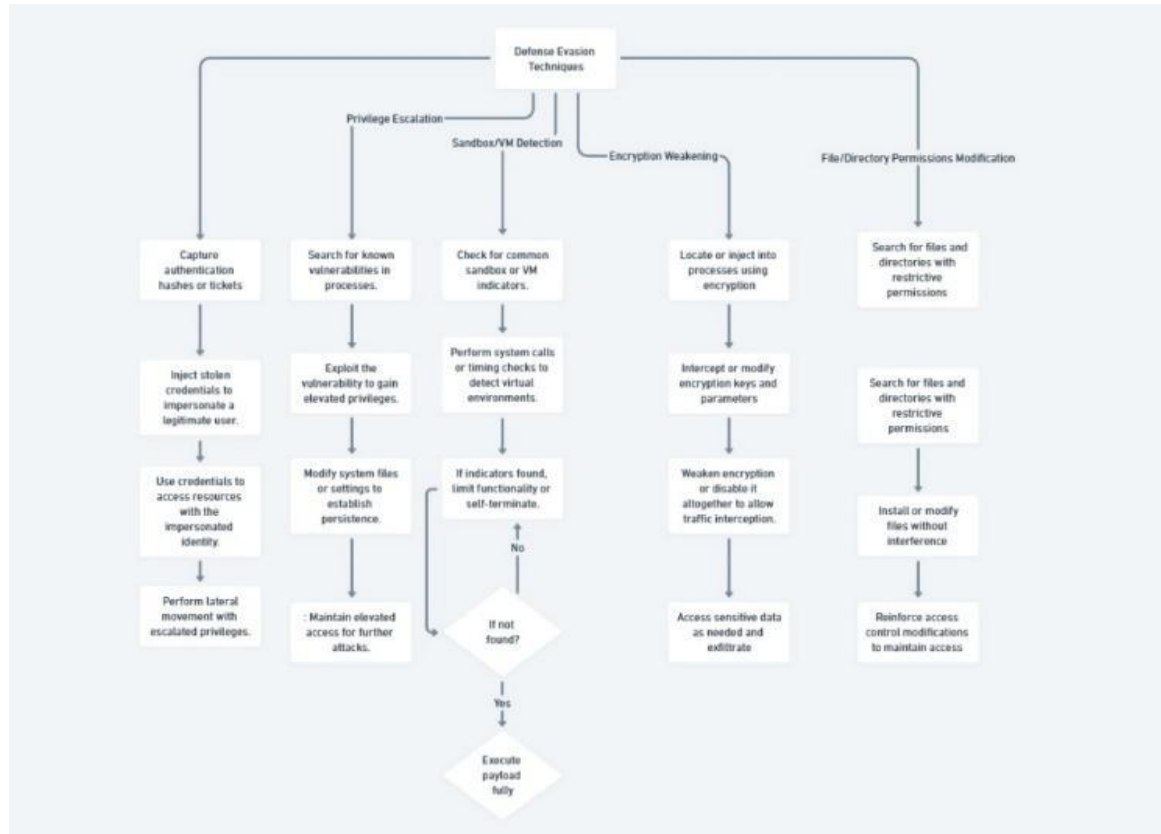 Defense Evasion
Techniques
Privilege Escalation
Sandbox/VM Detection
Encryption Weakening
File/Directory Permissions Modification
Capture
authentication
hashes or tickets
Inject stolen
credentials to
impersonate a
legitimate user.
Use credentials to
access resources
with the
impersonated
identity.
Perform lateral
movement with
escalated privileges.
Search for known
vulnerabilities in
processes.
Exploit the
vulnerability to gain
elevated privileges.
Modify system files
or settings to
establish
persistence.
: Maintain elevated
access for further
attacks.
Check for common
sandbox or VM
indicators.
Perform system calls
or timing checks to
detect virtual
environments.
If indicators found,
limit functionality or
self-terminate.
No
If not
found?
Yes
Execute
payload
fully
Locate or inject into
processes using
encryption
Intercept or modify
encryption keys and
parameters
Weaken encryption
or disable it
altogether to allow
traffic interception.
Access sensitive data
as needed and
exfiltrate
Search for files and
directories with
restrictive
permissions
Search for files and
directories with
restrictive
permissions
Install or modify
files without
interference
Reinforce access
control modifications
to maintain access